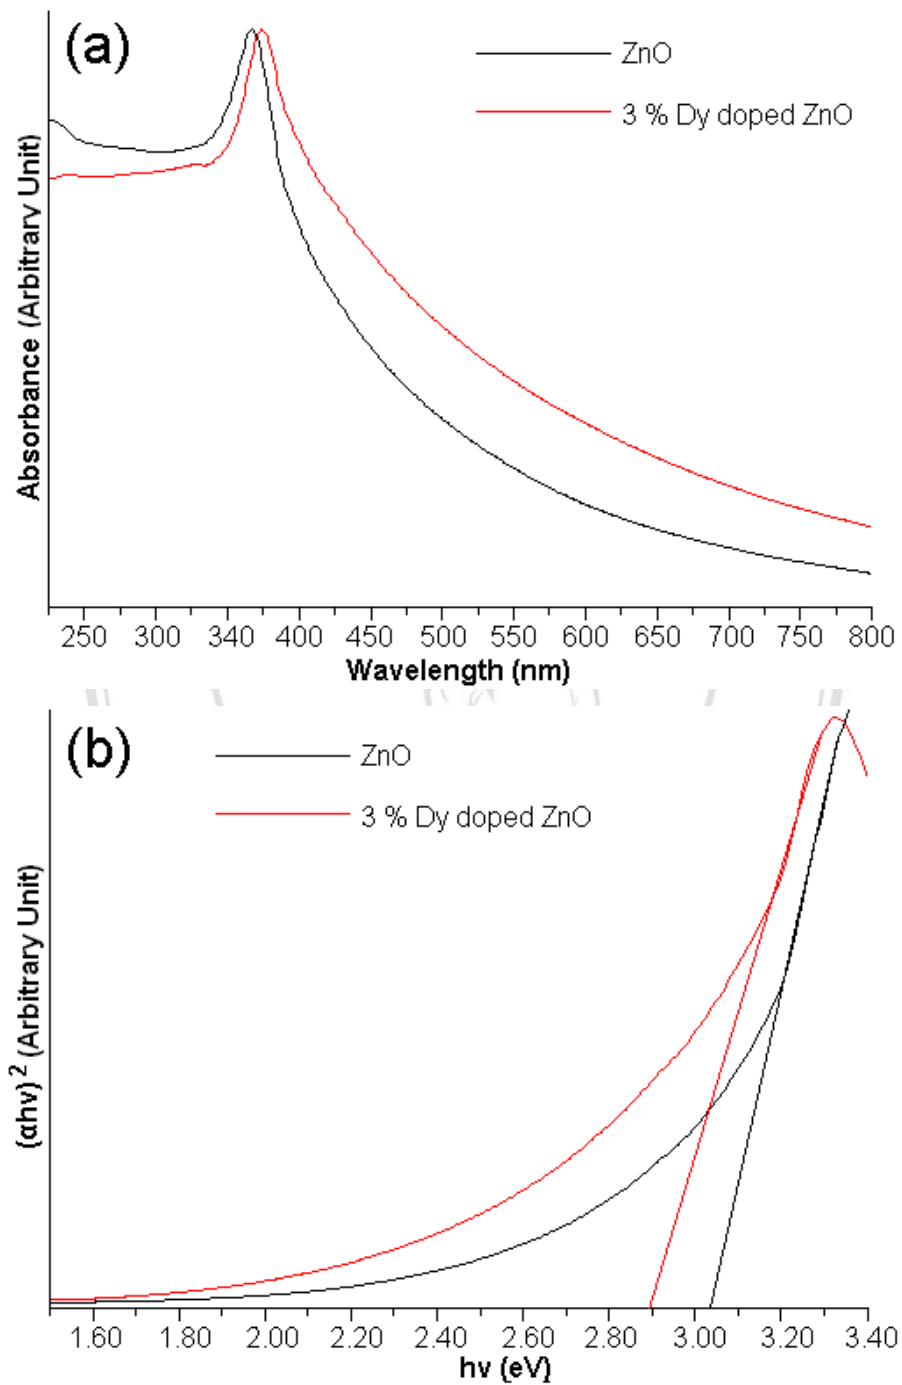 (a)
ZnO
3 % Dy doped ZnO
Absorbance (Arbitrary Unit)
250 300 340 400 450 500 550 600 650 700 750 800
Wavelength (nm)
(b)
ZnO
3 % Dy doped ZnO
(αhν)² (Arbitrary Unit)
1.60 1.80 2.00 2.20 2.40 2.60 2.80 3.00 3.20 3.40
hν (eV)